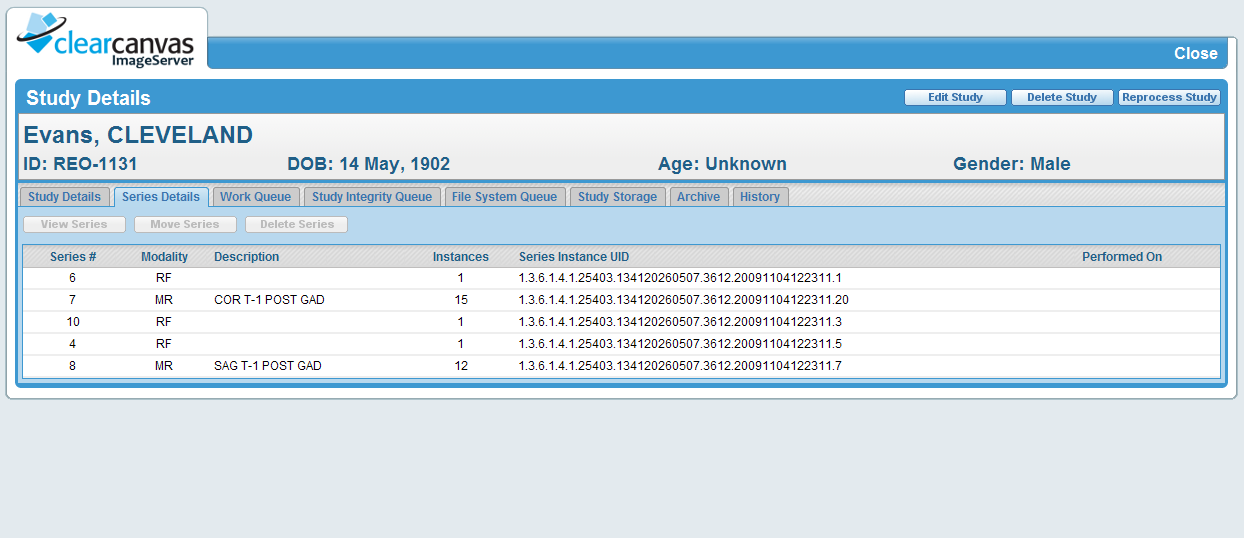 clearcanvas
ImageServer
Close
Study Details
Edit Study Delete Study Reprocess Study
Evans, CLEVELAND
ID: REO-1131 DOB: 14 May, 1902 Age: Unknown Gender: Male
Study Details Series Details Work Queue Study Integrity Queue File System Queue Study Storage Archive History
View Series Move Series Delete Series
Series # Modality Description Instances Series Instance UID Performed On
6 RF 1 1.3.6.1.4.1.25403.134120260507.3612.20091104122311.1
7 MR COR T-1 POST GAD 15 1.3.6.1.4.1.25403.134120260507.3612.20091104122311.20
10 RF 1 1.3.6.1.4.1.25403.134120260507.3612.20091104122311.3
4 RF 1 1.3.6.1.4.1.25403.134120260507.3612.20091104122311.5
8 MR SAG T-1 POST GAD 12 1.3.6.1.4.1.25403.134120260507.3612.20091104122311.7